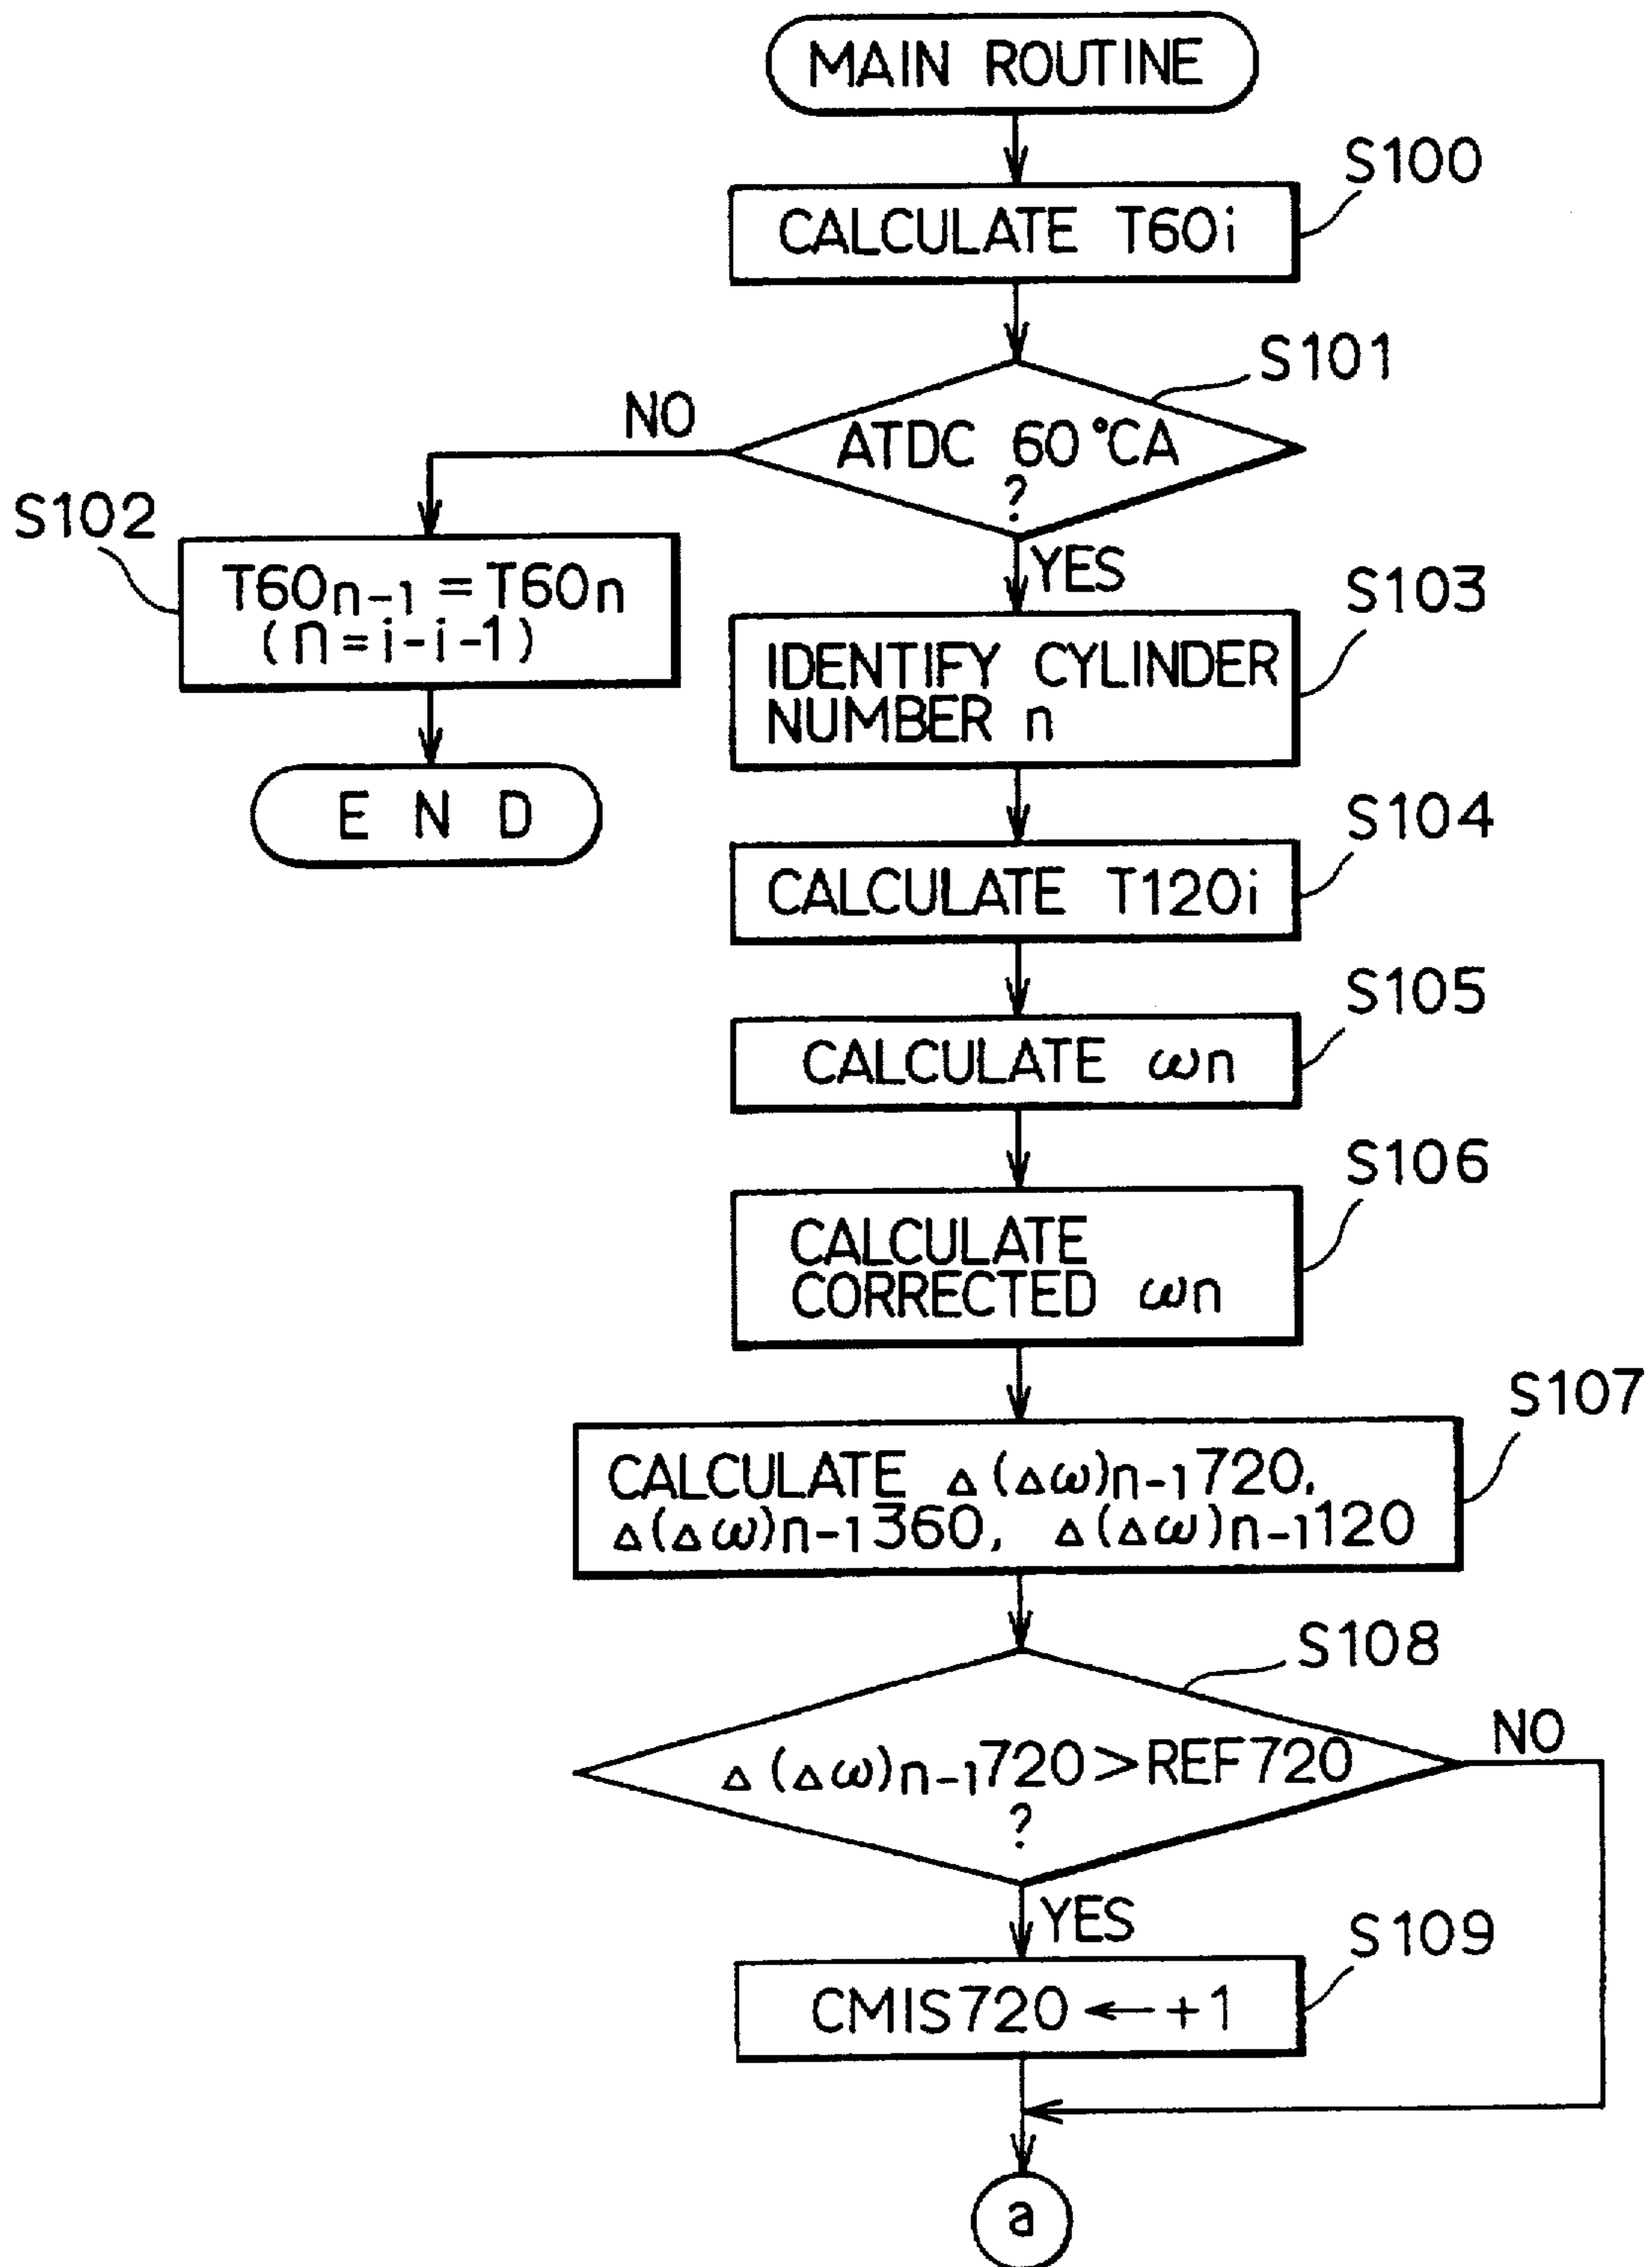 MAIN ROUTINE
S100
CALCULATE T60i
S101
ATDC 60°CA
?
NO
YES
S102
T60n-1 = T60n
(n=i-i-1)
END
S103
IDENTIFY CYLINDER
NUMBER n
S104
CALCULATE T120i
S105
CALCULATE ωn
S106
CALCULATE
CORRECTED ωn
S107
CALCULATE Δ(Δω)n-1720,
Δ(Δω)n-1360, Δ(Δω)n-1120
S108
Δ(Δω)n-1720>REF720
?
NO
YES
S109
CMIS720 ← +1
a